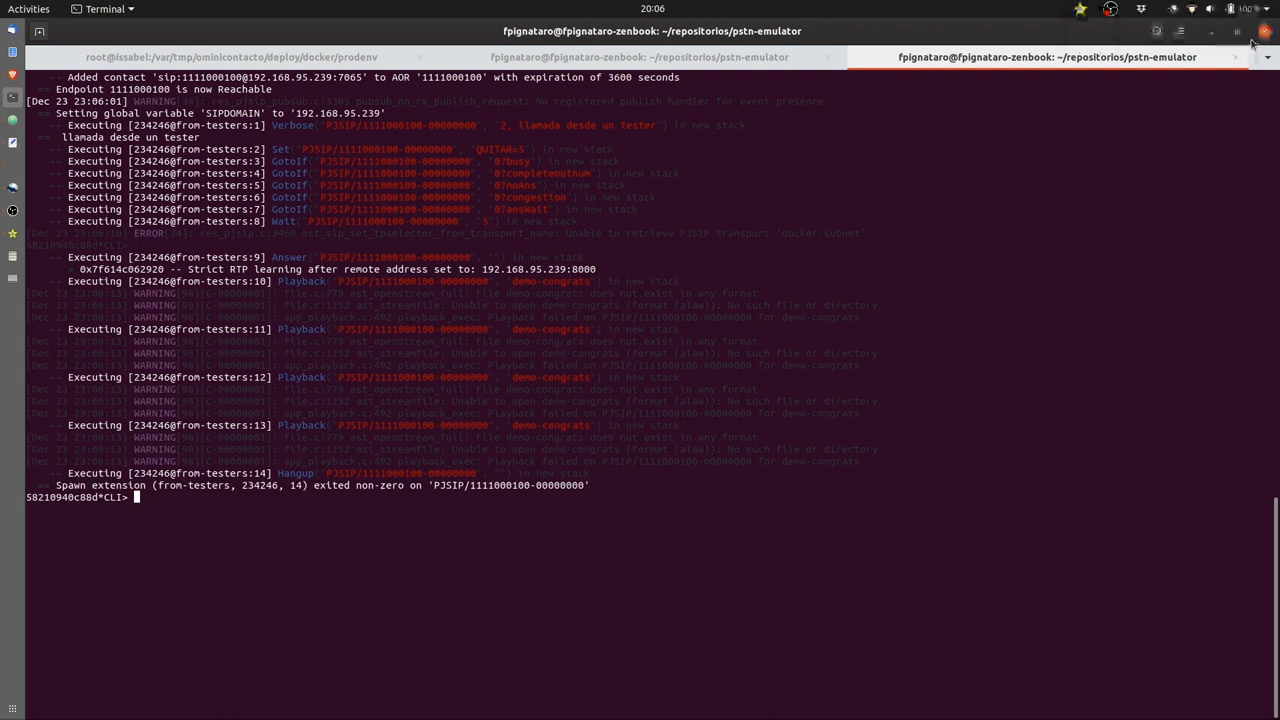 Activities Terminal 20:06
fpignataro@fpignataro-zenbook: ~/repositorios/pstn-emulator
root@issabel:/var/tmp/ominicontacto/deploy/docker/prodenv × fpignataro@fpignataro-zenbook: ~/repositorios/pstn-emulator × fpignataro@fpignataro-zenbook: ~/repositorios/pstn-emulator ×
-- Added contact 'sip:1111000100@192.168.95.239:7065' to AOR '1111000100' with expiration of 3600 seconds
== Endpoint 1111000100 is now Reachable
[Dec 23 23:06:01] WARNING[34]: res_pjsip_pubsub.c:3305 pubsub_on_rx_publish_request: No registered publish handler for event presence
== Setting global variable 'SIPDOMAIN' to '192.168.95.239'
-- Executing [234246@from-testers:1] Verbose("PJSIP/1111000100-00000000", "2, llamada desde un tester") in new stack
== llamada desde un tester
-- Executing [234246@from-testers:2] Set("PJSIP/1111000100-00000000", "QUITAR=5") in new stack
-- Executing [234246@from-testers:3] GotoIf("PJSIP/1111000100-00000000", "0?busy") in new stack
-- Executing [234246@from-testers:4] GotoIf("PJSIP/1111000100-00000000", "0?completeoutnum") in new stack
-- Executing [234246@from-testers:5] GotoIf("PJSIP/1111000100-00000000", "0?noAns") in new stack
-- Executing [234246@from-testers:6] GotoIf("PJSIP/1111000100-00000000", "0?congestion") in new stack
-- Executing [234246@from-testers:7] GotoIf("PJSIP/1111000100-00000000", "0?answait") in new stack
-- Executing [234246@from-testers:8] Wait("PJSIP/1111000100-00000000", "5") in new stack
[Dec 23 23:06:10] ERROR[34]: res_pjsip.c:3460 ast_sip_set_tpselector_from_transport_name: Unable to retrieve PJSIP transport 'docker-subnet'
58210940c88d*CLI>
-- Executing [234246@from-testers:9] Answer("PJSIP/1111000100-00000000", "") in new stack
> 0x7f614c062920 -- Strict RTP learning after remote address set to: 192.168.95.239:8000
-- Executing [234246@from-testers:10] Playback("PJSIP/1111000100-00000000", "demo-congrats") in new stack
[Dec 23 23:06:13] WARNING[98][C-00000001]: file.c:779 ast_openstream_full: File demo-congrats does not exist in any format
[Dec 23 23:06:13] WARNING[98][C-00000001]: file.c:1252 ast_streamfile: Unable to open demo-congrats (format (alaw)): No such file or directory
[Dec 23 23:06:13] WARNING[98][C-00000001]: app_playback.c:492 playback_exec: Playback failed on PJSIP/1111000100-00000000 for demo-congrats
-- Executing [234246@from-testers:11] Playback("PJSIP/1111000100-00000000", "demo-congrats") in new stack
[Dec 23 23:06:13] WARNING[98][C-00000001]: file.c:779 ast_openstream_full: File demo-congrats does not exist in any format
[Dec 23 23:06:13] WARNING[98][C-00000001]: file.c:1252 ast_streamfile: Unable to open demo-congrats (format (alaw)): No such file or directory
[Dec 23 23:06:13] WARNING[98][C-00000001]: app_playback.c:492 playback_exec: Playback failed on PJSIP/1111000100-00000000 for demo-congrats
-- Executing [234246@from-testers:12] Playback("PJSIP/1111000100-00000000", "demo-congrats") in new stack
[Dec 23 23:06:13] WARNING[98][C-00000001]: file.c:779 ast_openstream_full: File demo-congrats does not exist in any format
[Dec 23 23:06:13] WARNING[98][C-00000001]: file.c:1252 ast_streamfile: Unable to open demo-congrats (format (alaw)): No such file or directory
[Dec 23 23:06:13] WARNING[98][C-00000001]: app_playback.c:492 playback_exec: Playback failed on PJSIP/1111000100-00000000 for demo-congrats
-- Executing [234246@from-testers:13] Playback("PJSIP/1111000100-00000000", "demo-congrats") in new stack
[Dec 23 23:06:13] WARNING[98][C-00000001]: file.c:779 ast_openstream_full: File demo-congrats does not exist in any format
[Dec 23 23:06:13] WARNING[98][C-00000001]: file.c:1252 ast_streamfile: Unable to open demo-congrats (format (alaw)): No such file or directory
[Dec 23 23:06:13] WARNING[98][C-00000001]: app_playback.c:492 playback_exec: Playback failed on PJSIP/1111000100-00000000 for demo-congrats
-- Executing [234246@from-testers:14] Hangup("PJSIP/1111000100-00000000", "") in new stack
== Spawn extension (from-testers, 234246, 14) exited non-zero on 'PJSIP/1111000100-00000000'
58210940c88d*CLI>